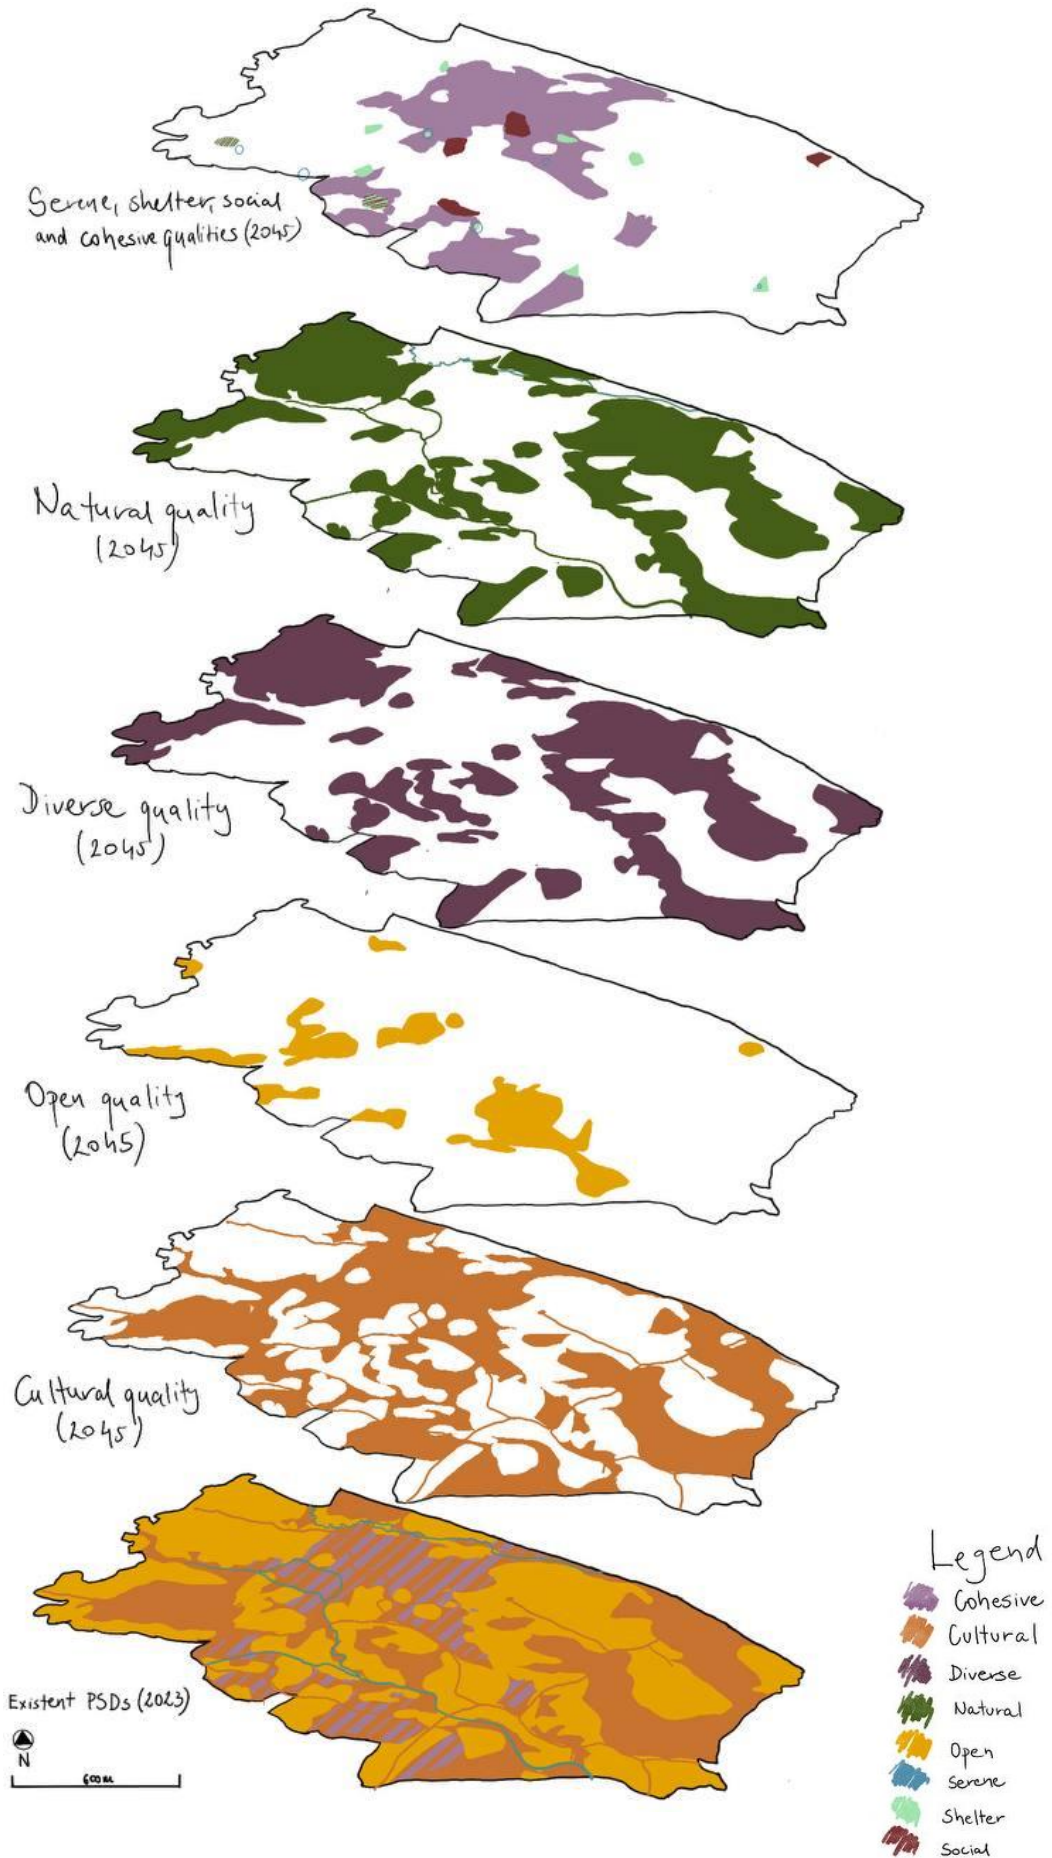 Serene, shelter, social
and cohesive qualities (2045)
Natural quality
(2045)
Diverse quality
(2045)
Open quality
(2045)
Cultural quality
(2045)
Existent PSDs (2023)
N
600m
Legend
Cohesive
Cultural
Diverse
Natural
Open
Serene
Shelter
Social